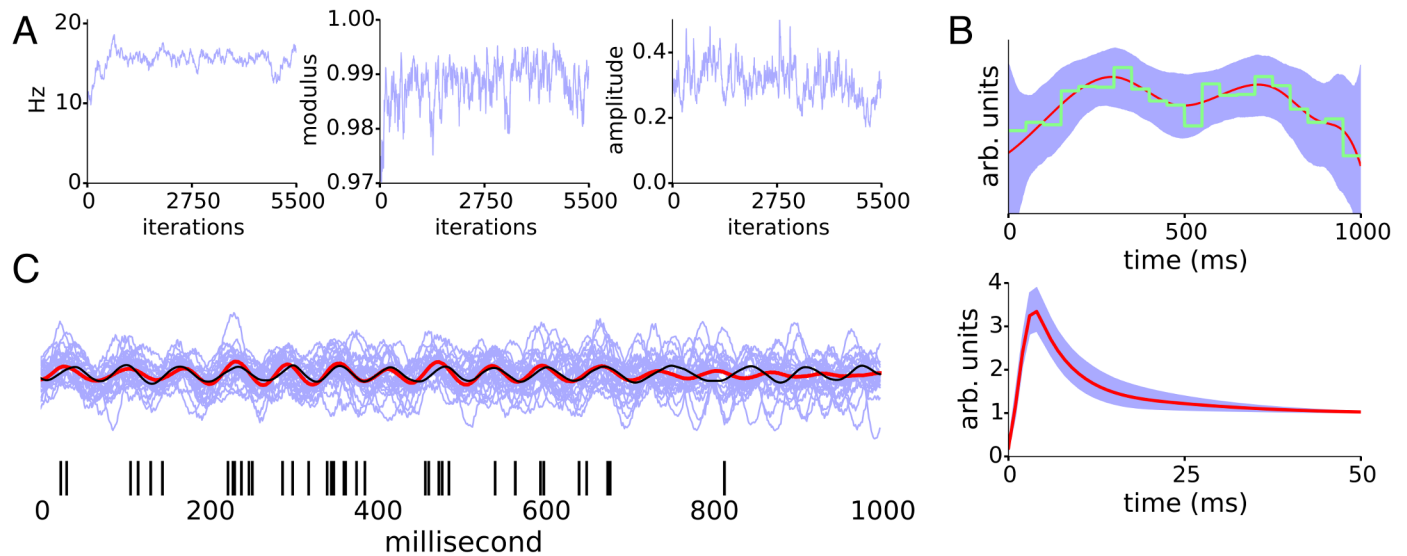 A
Hz
20
10
0
0 2750 5500
iterations
modulus
1.00
0.99
0.98
0.97
0 2750 5500
iterations
amplitude
0.4
0.2
0.0
0 2750 5500
iterations
B
arb. units
0 500 1000
time (ms)
arb. units
4
3
2
1
0
0 25 50
time (ms)
C
0 200 400 600 800 1000
millisecond